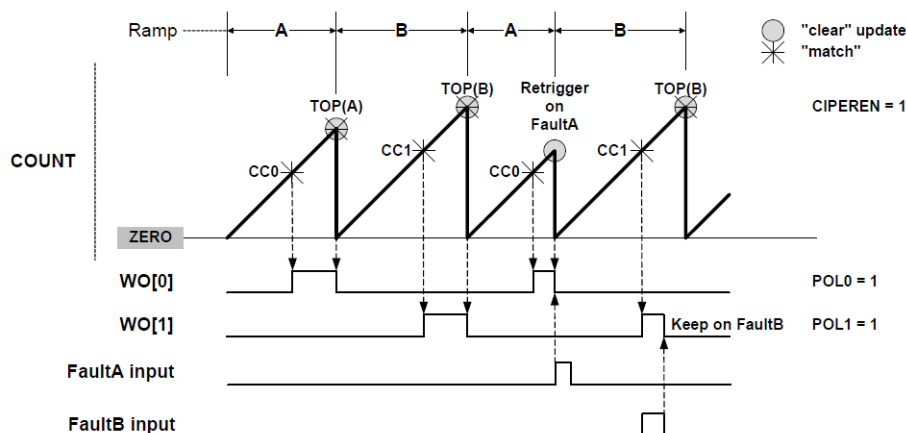 Ramp A B A B
"clear" update
"match"
TOP(A) TOP(B) Retrigger on FaultA TOP(B) CIPEREN = 1
COUNT CC0 CC1 CC0 CC1
ZERO
WO[0] POL0 = 1
WO[1] Keep on FaultB POL1 = 1
FaultA input
FaultB input